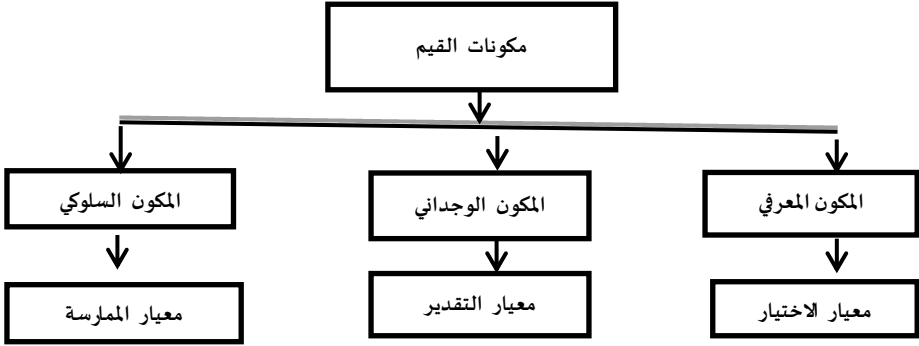 مكونات القيم
المكون المعرفي
المكون الوجداني
المكون السلوكي
معيار الاختيار
معيار التقدير
معيار الممارسة